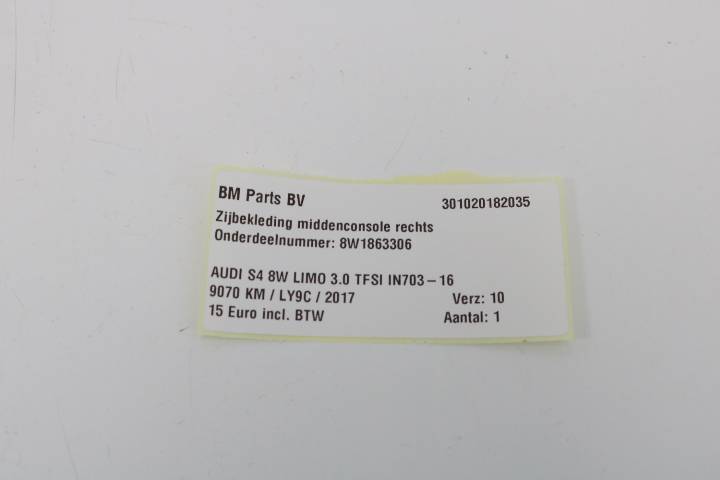 BM Parts BV 301020182035
Zijbekleding middenconsole rechts
Onderdeelnummer: 8W1863306
AUDI S4 8W LIMO 3.0 TFSI IN703 – 16
9070 KM / LY9C / 2017 Verz: 10
15 Euro incl. BTW Aantal: 1